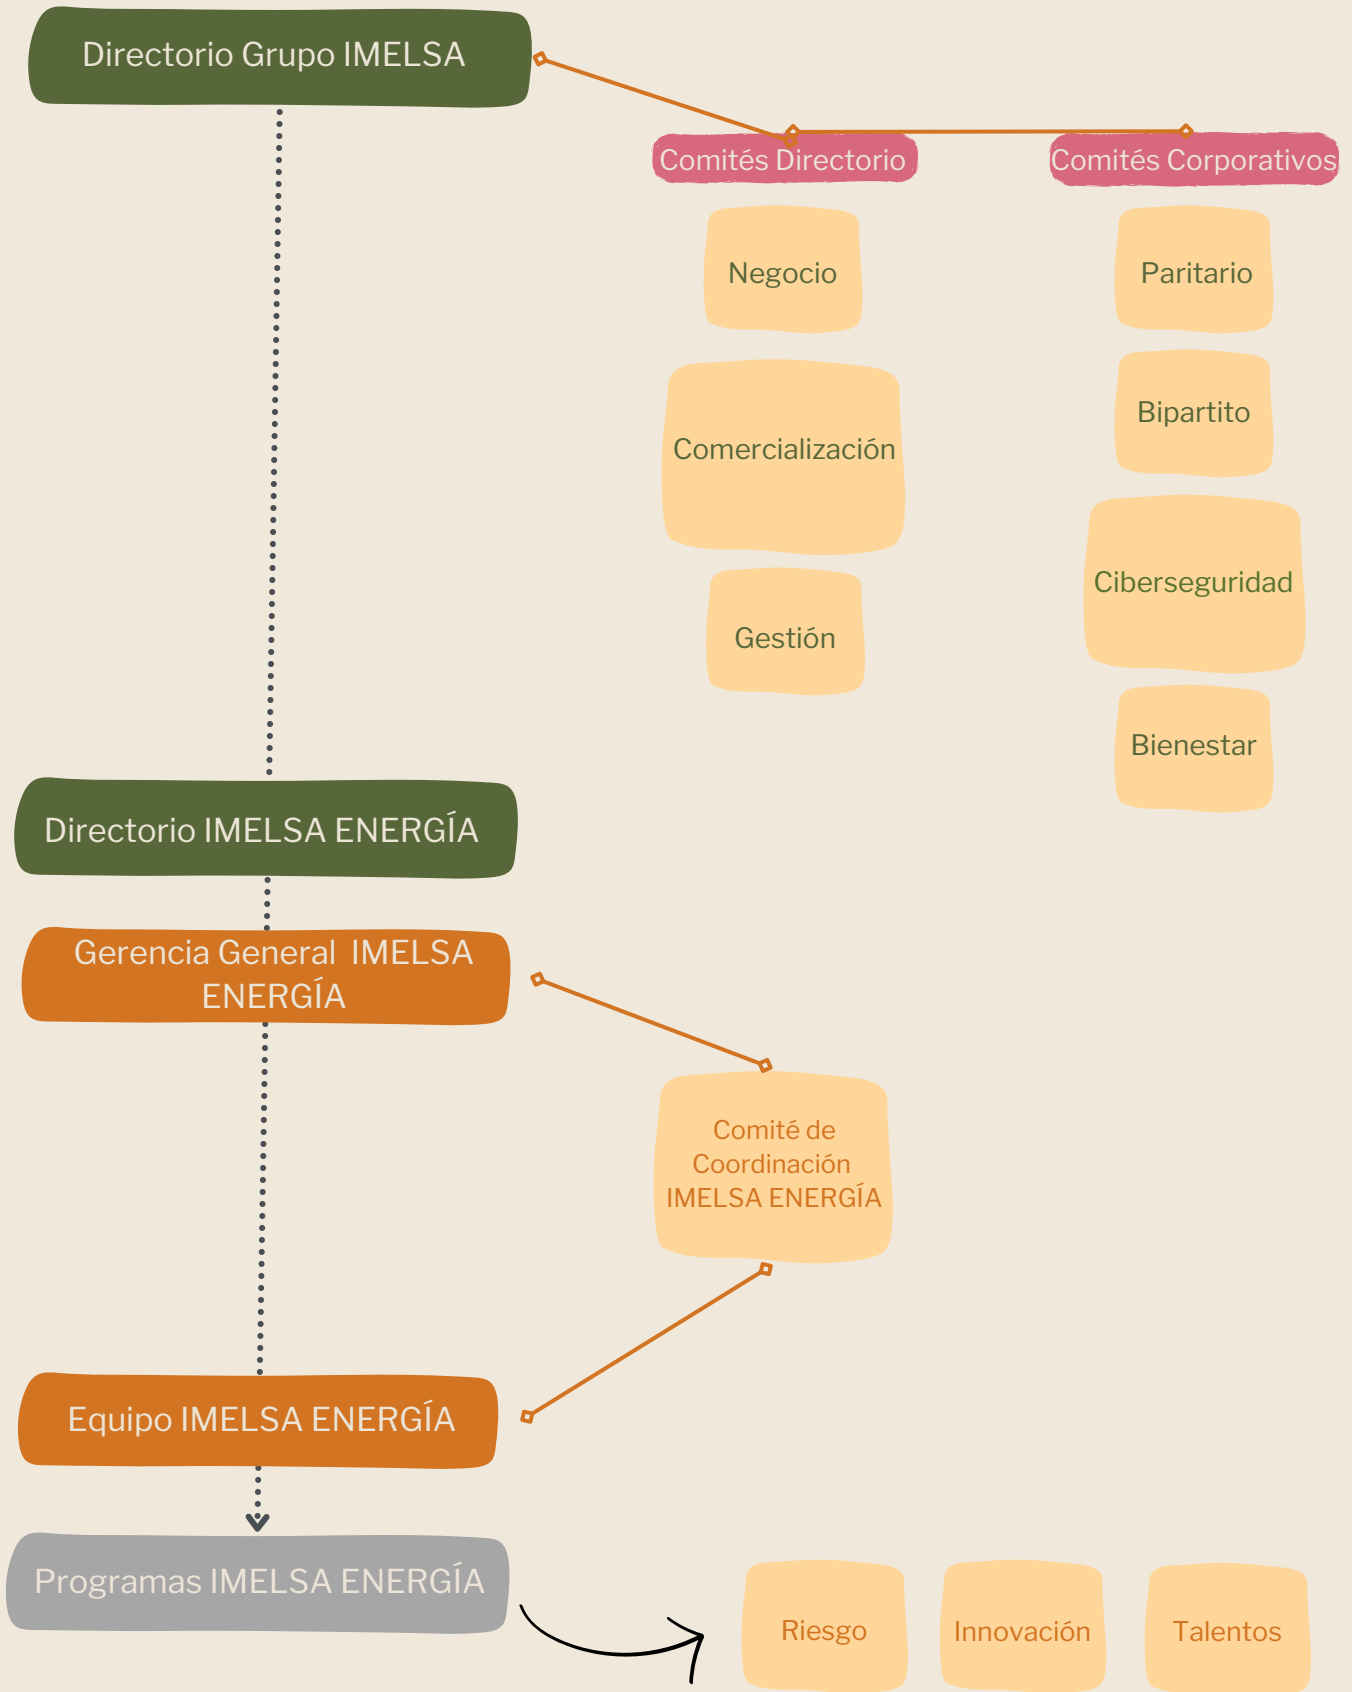 Directorio Grupo IMELSA
Comités Directorio
Comités Corporativos
Negocio
Comercialización
Gestión
Paritario
Bipartito
Ciberseguridad
Bienestar
Directorio IMELSA ENERGÍA
Gerencia General IMELSA
ENERGÍA
Comité de
Coordinación
IMELSA ENERGÍA
Equipo IMELSA ENERGÍA
Programas IMELSA ENERGÍA
Riesgo
Innovación
Talentos